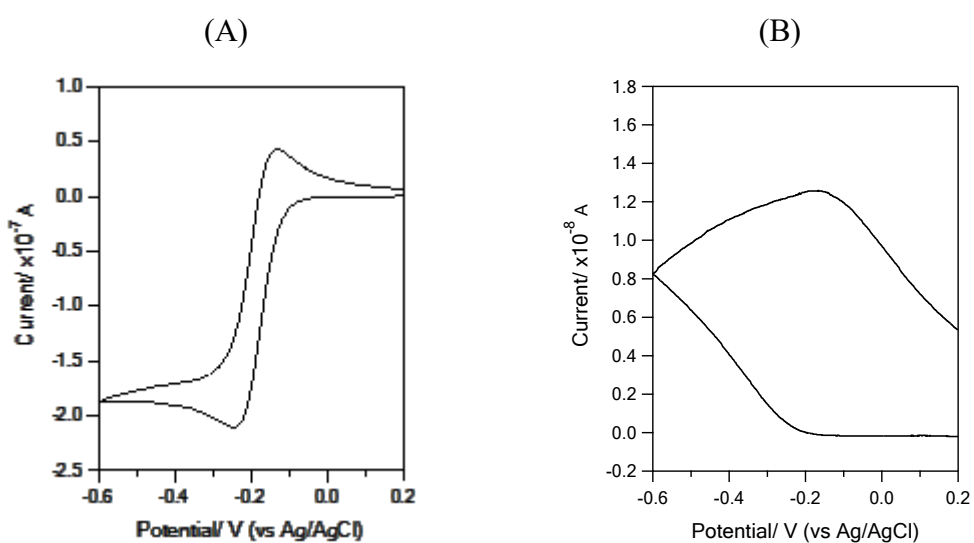 (A)
(B)
1.0
0.5
0.0
-0.5
-1.0
-1.5
-2.0
-2.5
Current/ x10-7 A
-0.6 -0.4 -0.2 0.0 0.2
Potential/ V (vs Ag/AgCl)
1.8
1.6
1.4
1.2
1.0
0.8
0.6
0.4
0.2
0.0
-0.2
Current/ x10-8 A
-0.6 -0.4 -0.2 0.0 0.2
Potential/ V (vs Ag/AgCl)